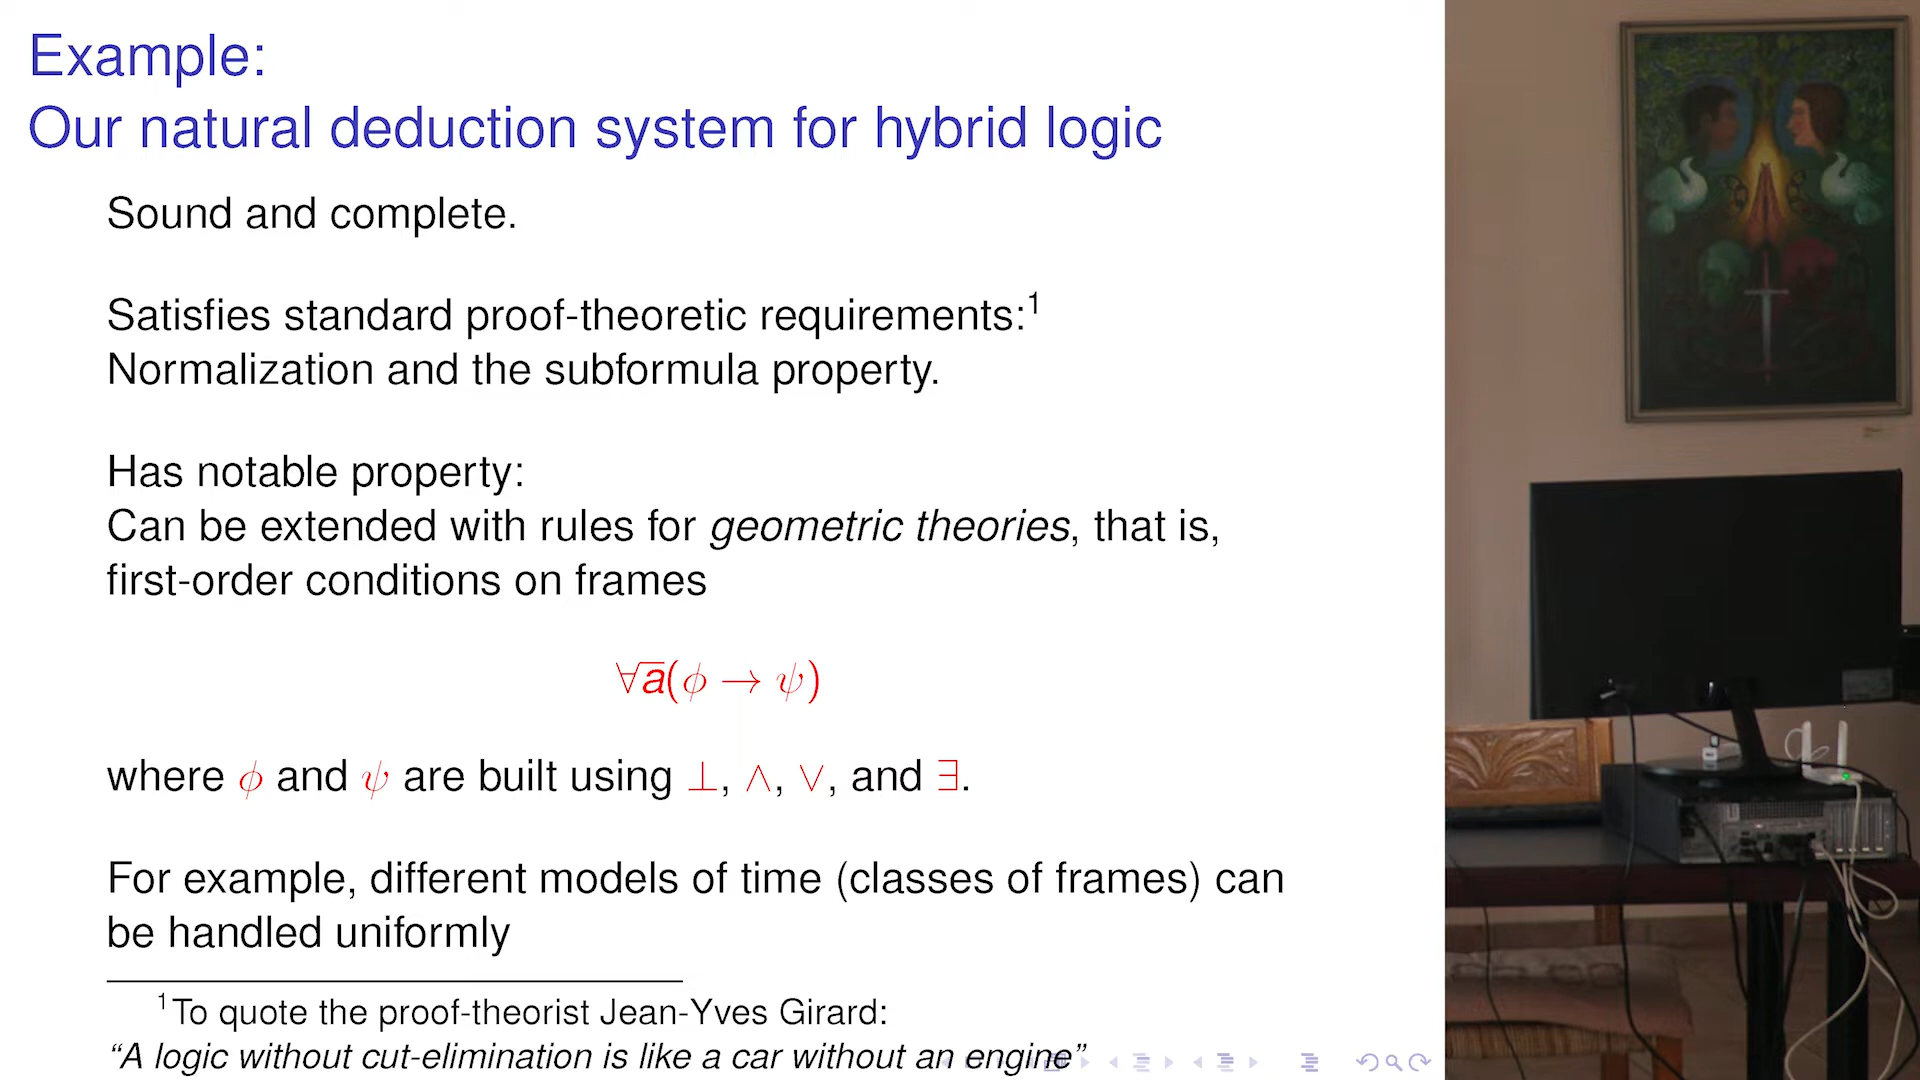 Example:
Our natural deduction system for hybrid logic
Sound and complete.
Satisfies standard proof-theoretic requirements:¹
Normalization and the subformula property.
Has notable property:
Can be extended with rules for geometric theories, that is,
first-order conditions on frames
∀a̅(ϕ → ψ)
where ϕ and ψ are built using ⊥, ∧, ∨, and ∃.
For example, different models of time (classes of frames) can
be handled uniformly
¹To quote the proof-theorist Jean-Yves Girard:
“A logic without cut-elimination is like a car without an engine”